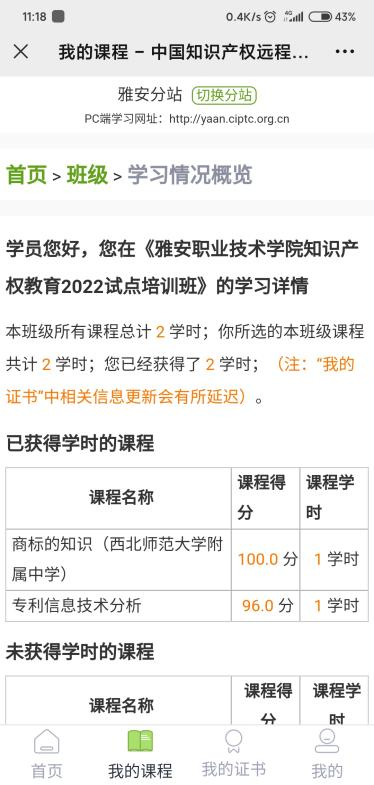 11:18
0.4K/s 4G 43%
我的课程 – 中国知识产权远程...
雅安分站 切换分站
PC端学习网址：http://yaan.ciptc.org.cn
首页 > 班级 > 学习情况概览
学员您好，您在《雅安职业技术学院知识产
权教育2022试点培训班》的学习详情
本班级所有课程总计 2 学时；你所选的本班级课程
共计 2 学时；您已经获得了 2 学时；（注：“我的
证书”中相关信息更新会有所延迟）。
已获得学时的课程
课程名称 课程得分 课程学时
商标的知识（西北师范大学附
属中学） 100.0 分 1 学时
专利信息技术分析 96.0 分 1 学时
未获得学时的课程
课程名称 课程得分 课程学时
首页 我的课程 我的证书 我的